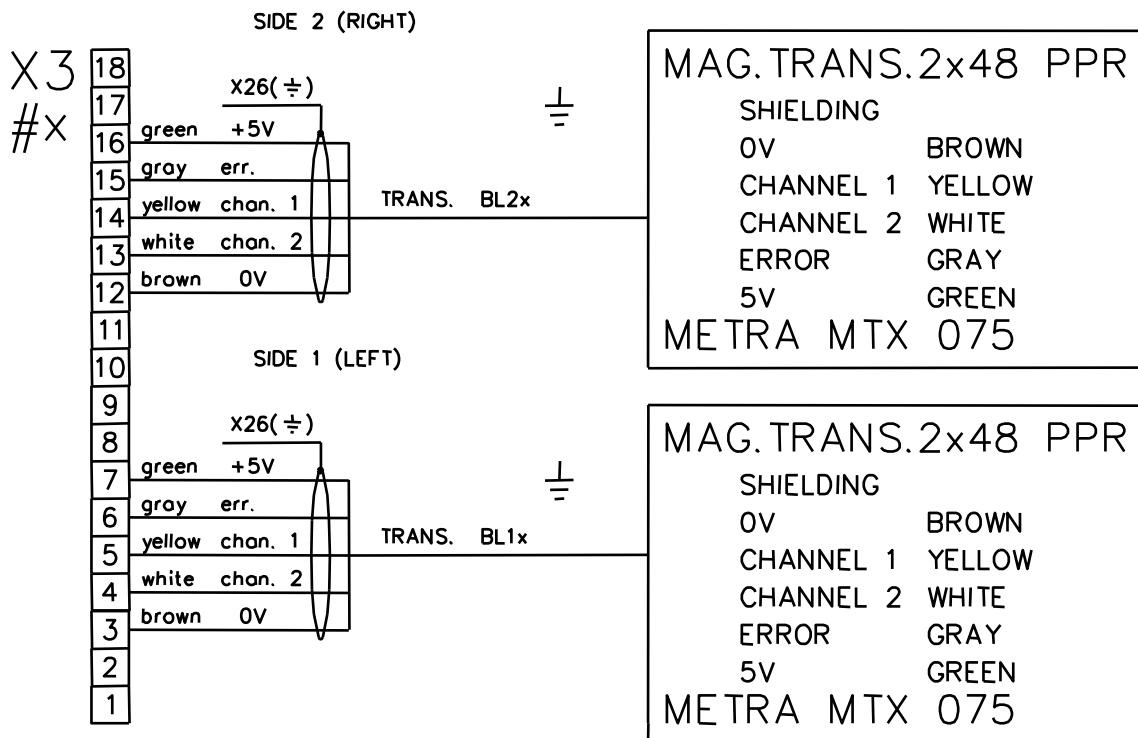 SIDE 2 (RIGHT)
X3
#x
18
17
16
15
14
13
12
11
10
9
8
7
6
5
4
3
2
1
X26(⏚)
green +5V
gray err.
yellow chan. 1
white chan. 2
brown 0V
TRANS. BL2x
MAG.TRANS.2x48 PPR
SHIELDING
0V BROWN
CHANNEL 1 YELLOW
CHANNEL 2 WHITE
ERROR GRAY
5V GREEN
METRA MTX 075
SIDE 1 (LEFT)
X26(⏚)
green +5V
gray err.
yellow chan. 1
white chan. 2
brown 0V
TRANS. BL1x
MAG.TRANS.2x48 PPR
SHIELDING
0V BROWN
CHANNEL 1 YELLOW
CHANNEL 2 WHITE
ERROR GRAY
5V GREEN
METRA MTX 075